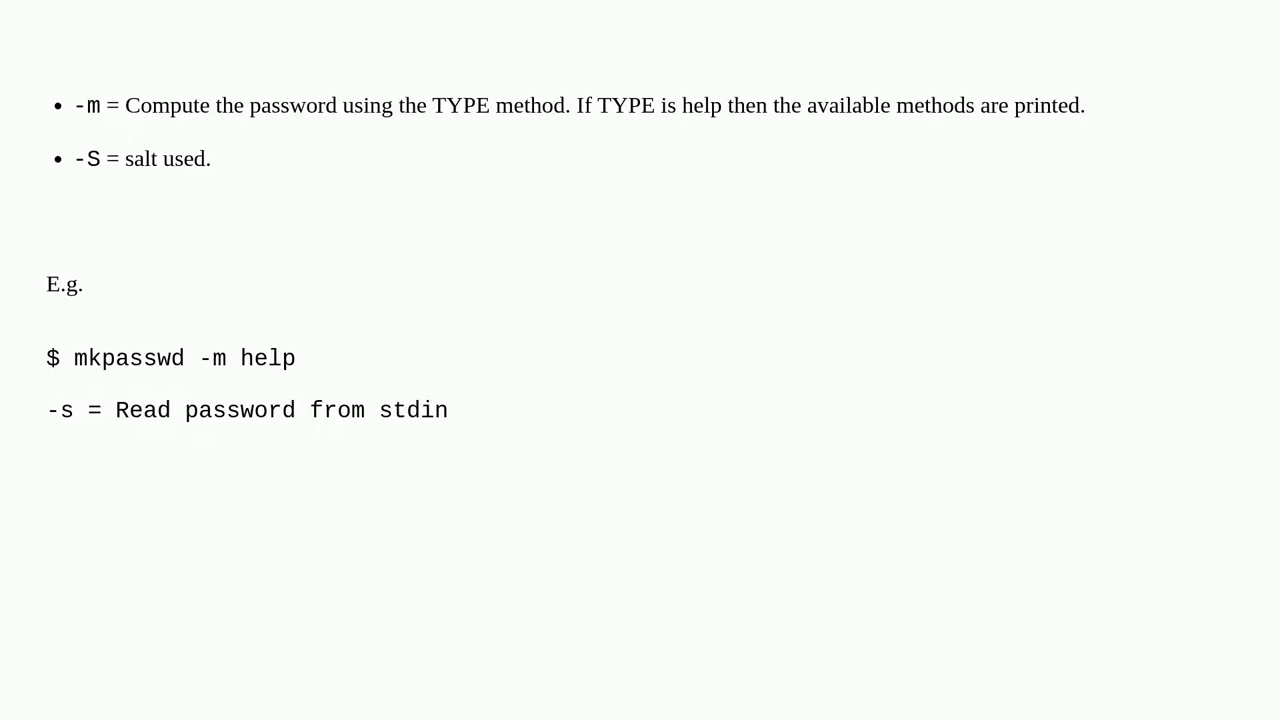 • -m = Compute the password using the TYPE method. If TYPE is help then the available methods are printed.
• -S = salt used.
E.g.
$ mkpasswd -m help
-s = Read password from stdin